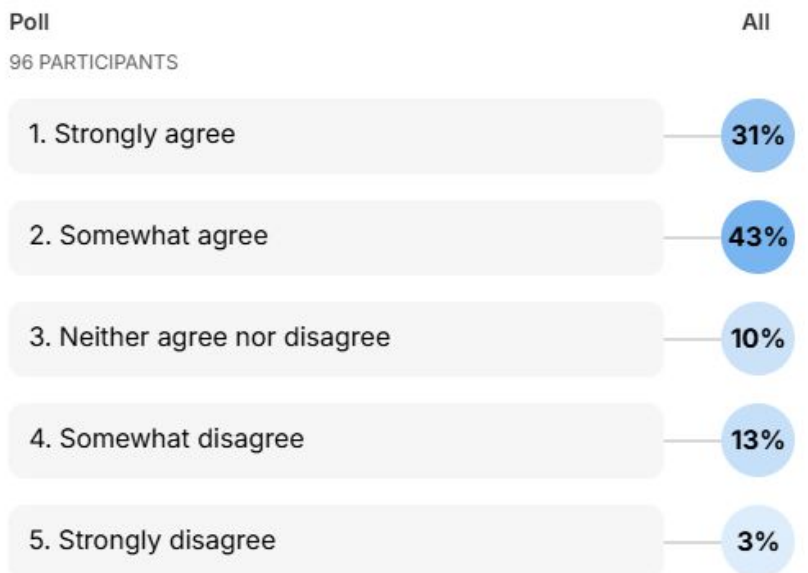 Poll All
96 PARTICIPANTS
1. Strongly agree 31%
2. Somewhat agree 43%
3. Neither agree nor disagree 10%
4. Somewhat disagree 13%
5. Strongly disagree 3%